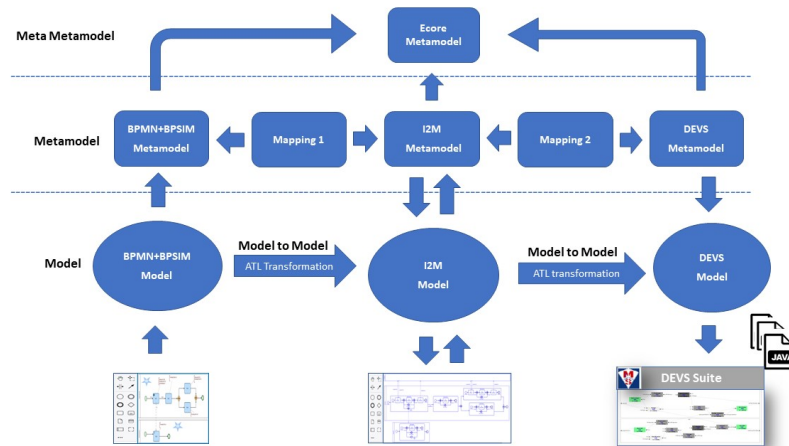 Meta Metamodel
Ecore
Metamodel
Metamodel
BPMN+BPSIM
Metamodel
Mapping 1
I2M
Metamodel
Mapping 2
DEVS
Metamodel
Model
BPMN+BPSIM
Model
Model to Model
ATL Transformation
I2M
Model
Model to Model
ATL transformation
DEVS
Model
JAVA
DEVS Suite